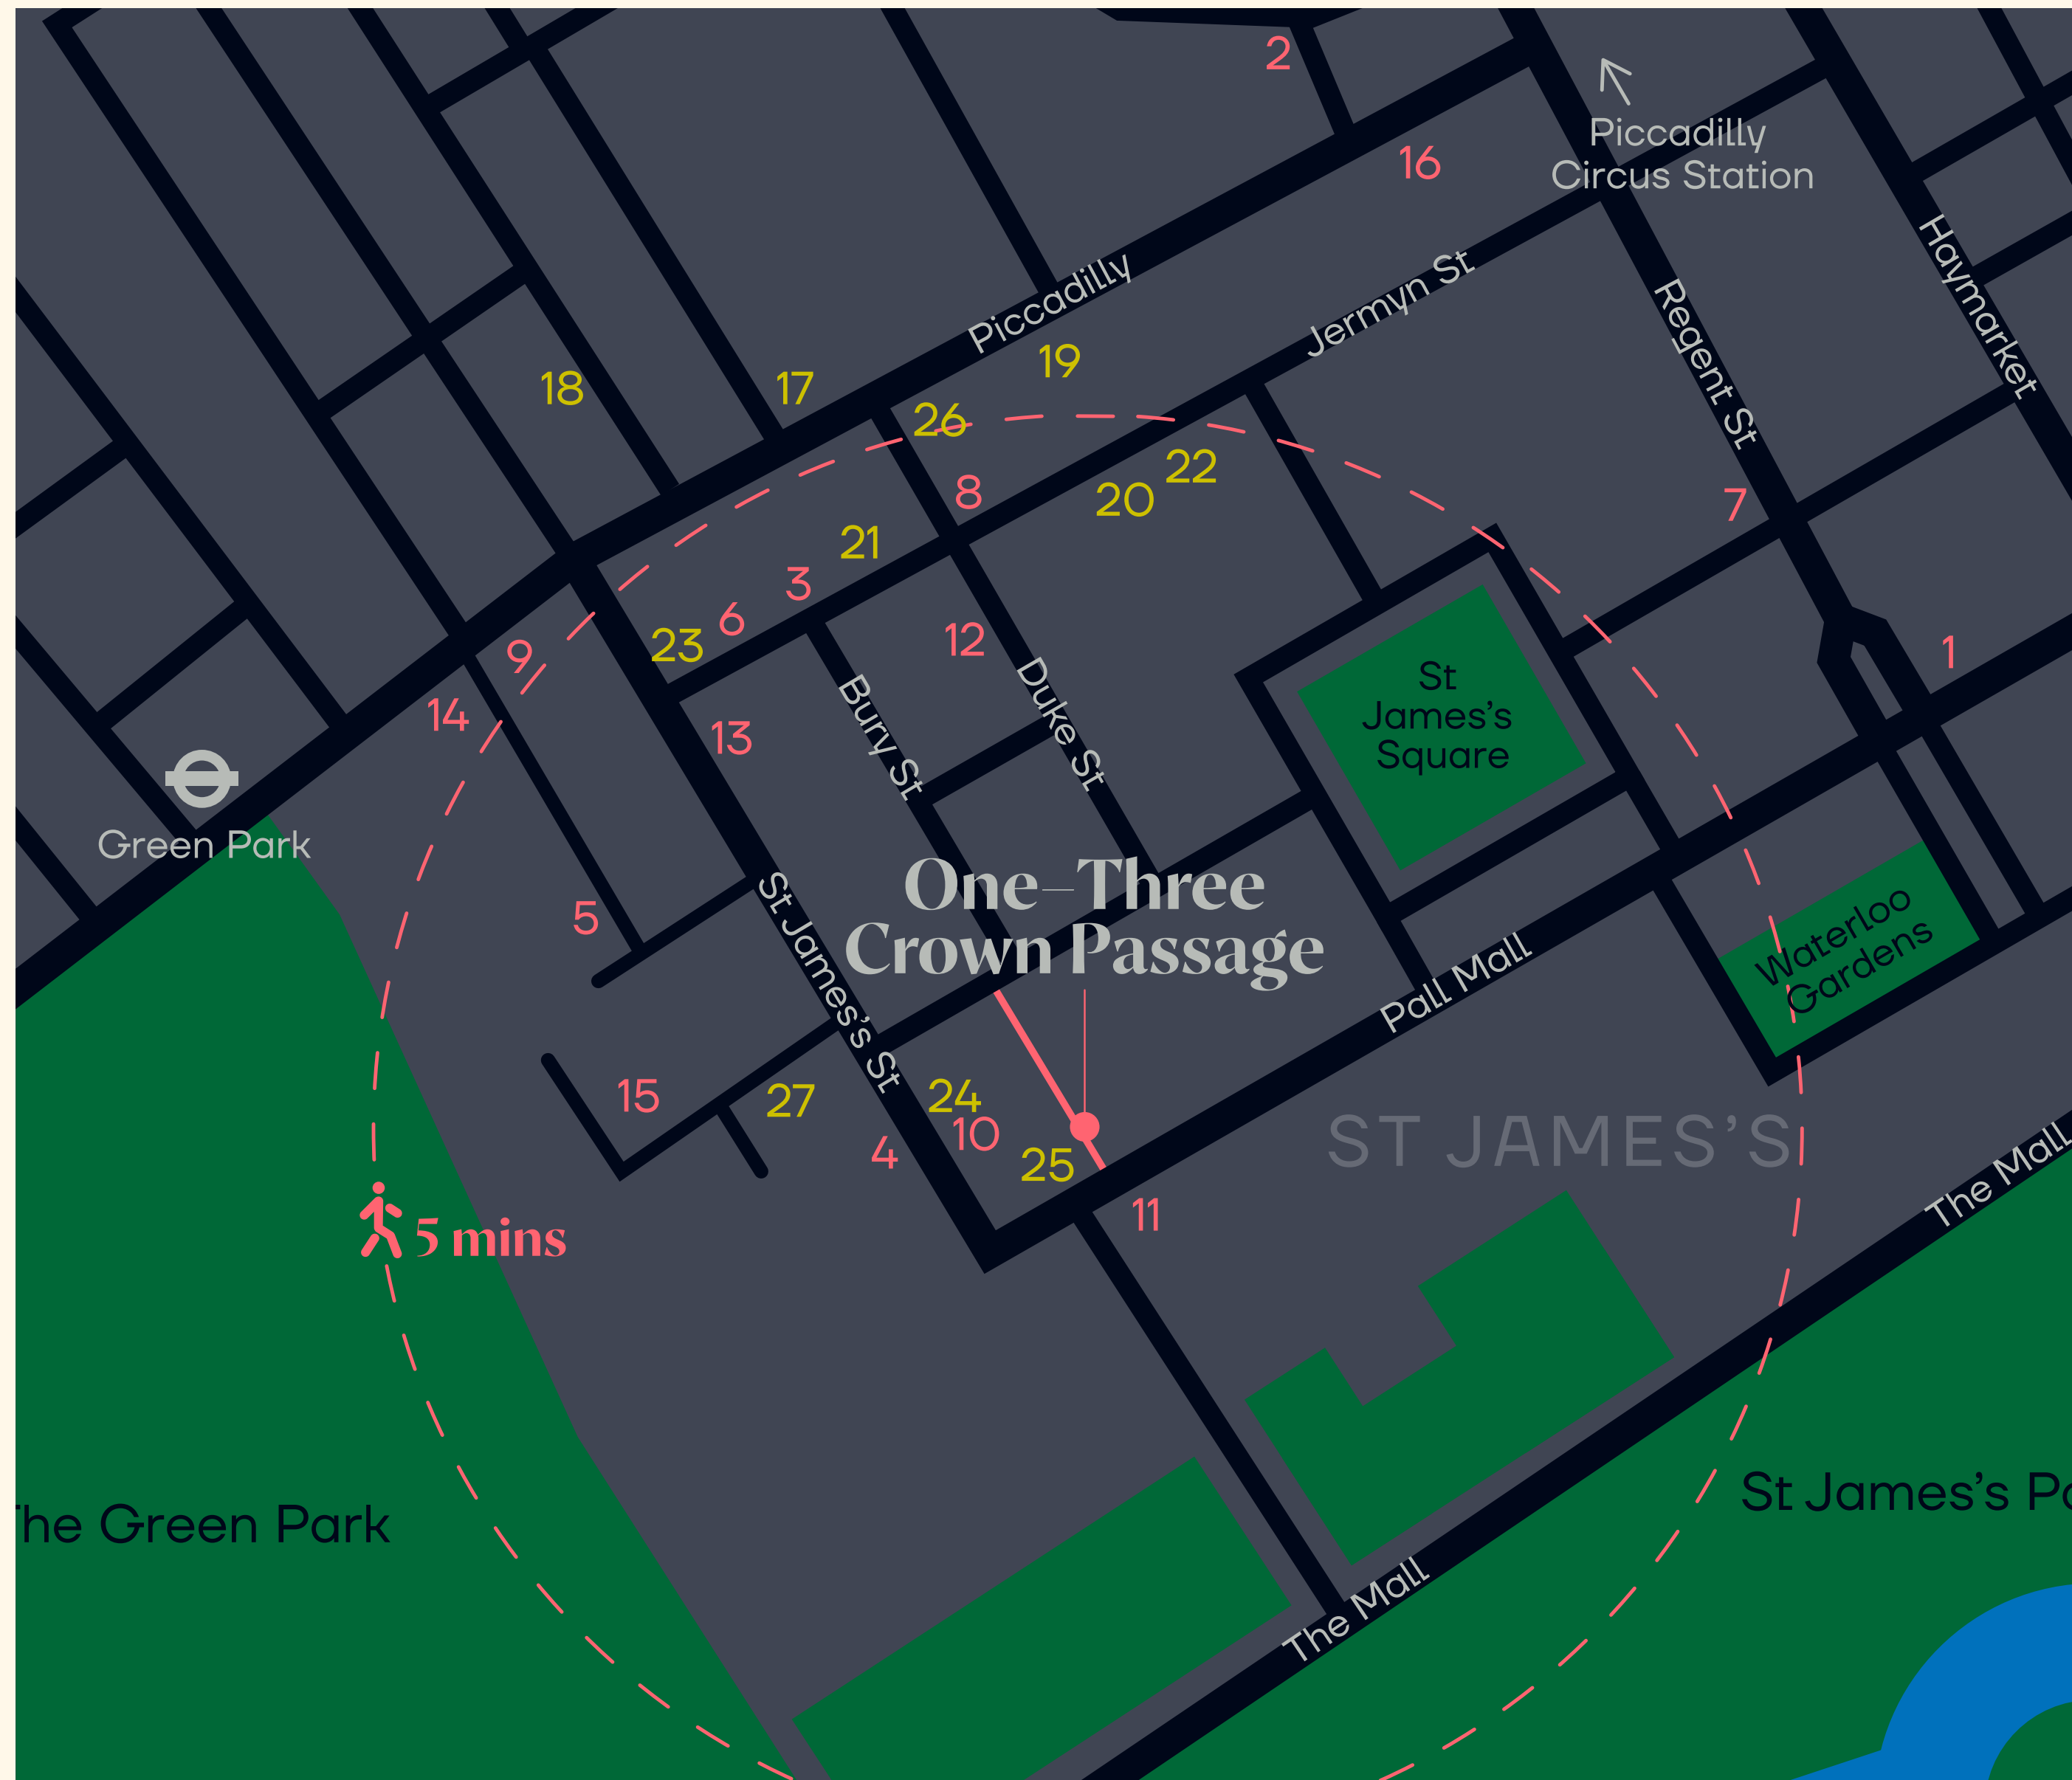 2
16
Piccadilly
Circus Station
Haymarket
Piccadilly
Jermyn St
Regent St
19
18
17
26
22
8
20
7
21
3
6
23
12
9
14
13
Bury St
Duke St
St
James's
Square
1
Green Park
5
St James's St
One–Three
Crown Passage
Pall Mall
Waterloo
Gardens
15
27
24
10
4
25
11
ST JAMES'S
The Mall
5 mins
St James's
The Green Park
The Mall